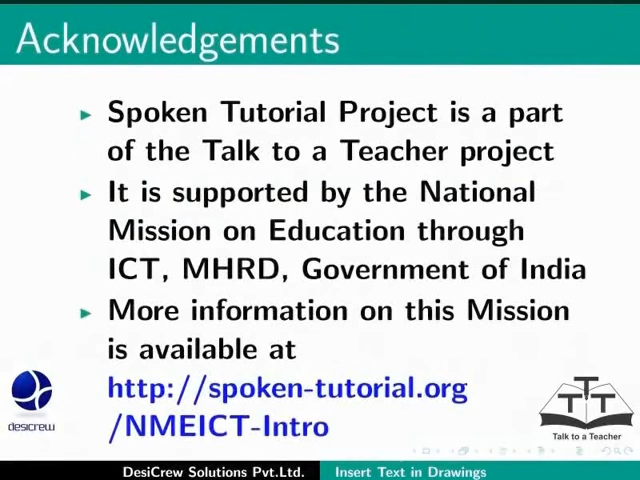 Acknowledgements
Spoken Tutorial Project is a part
of the Talk to a Teacher project
It is supported by the National
Mission on Education through
ICT, MHRD, Government of India
More information on this Mission
is available at
http://spoken-tutorial.org
/NMEICT-Intro
desicrew
TTT
Talk to a Teacher
DesiCrew Solutions Pvt.Ltd.
Insert Text in Drawings